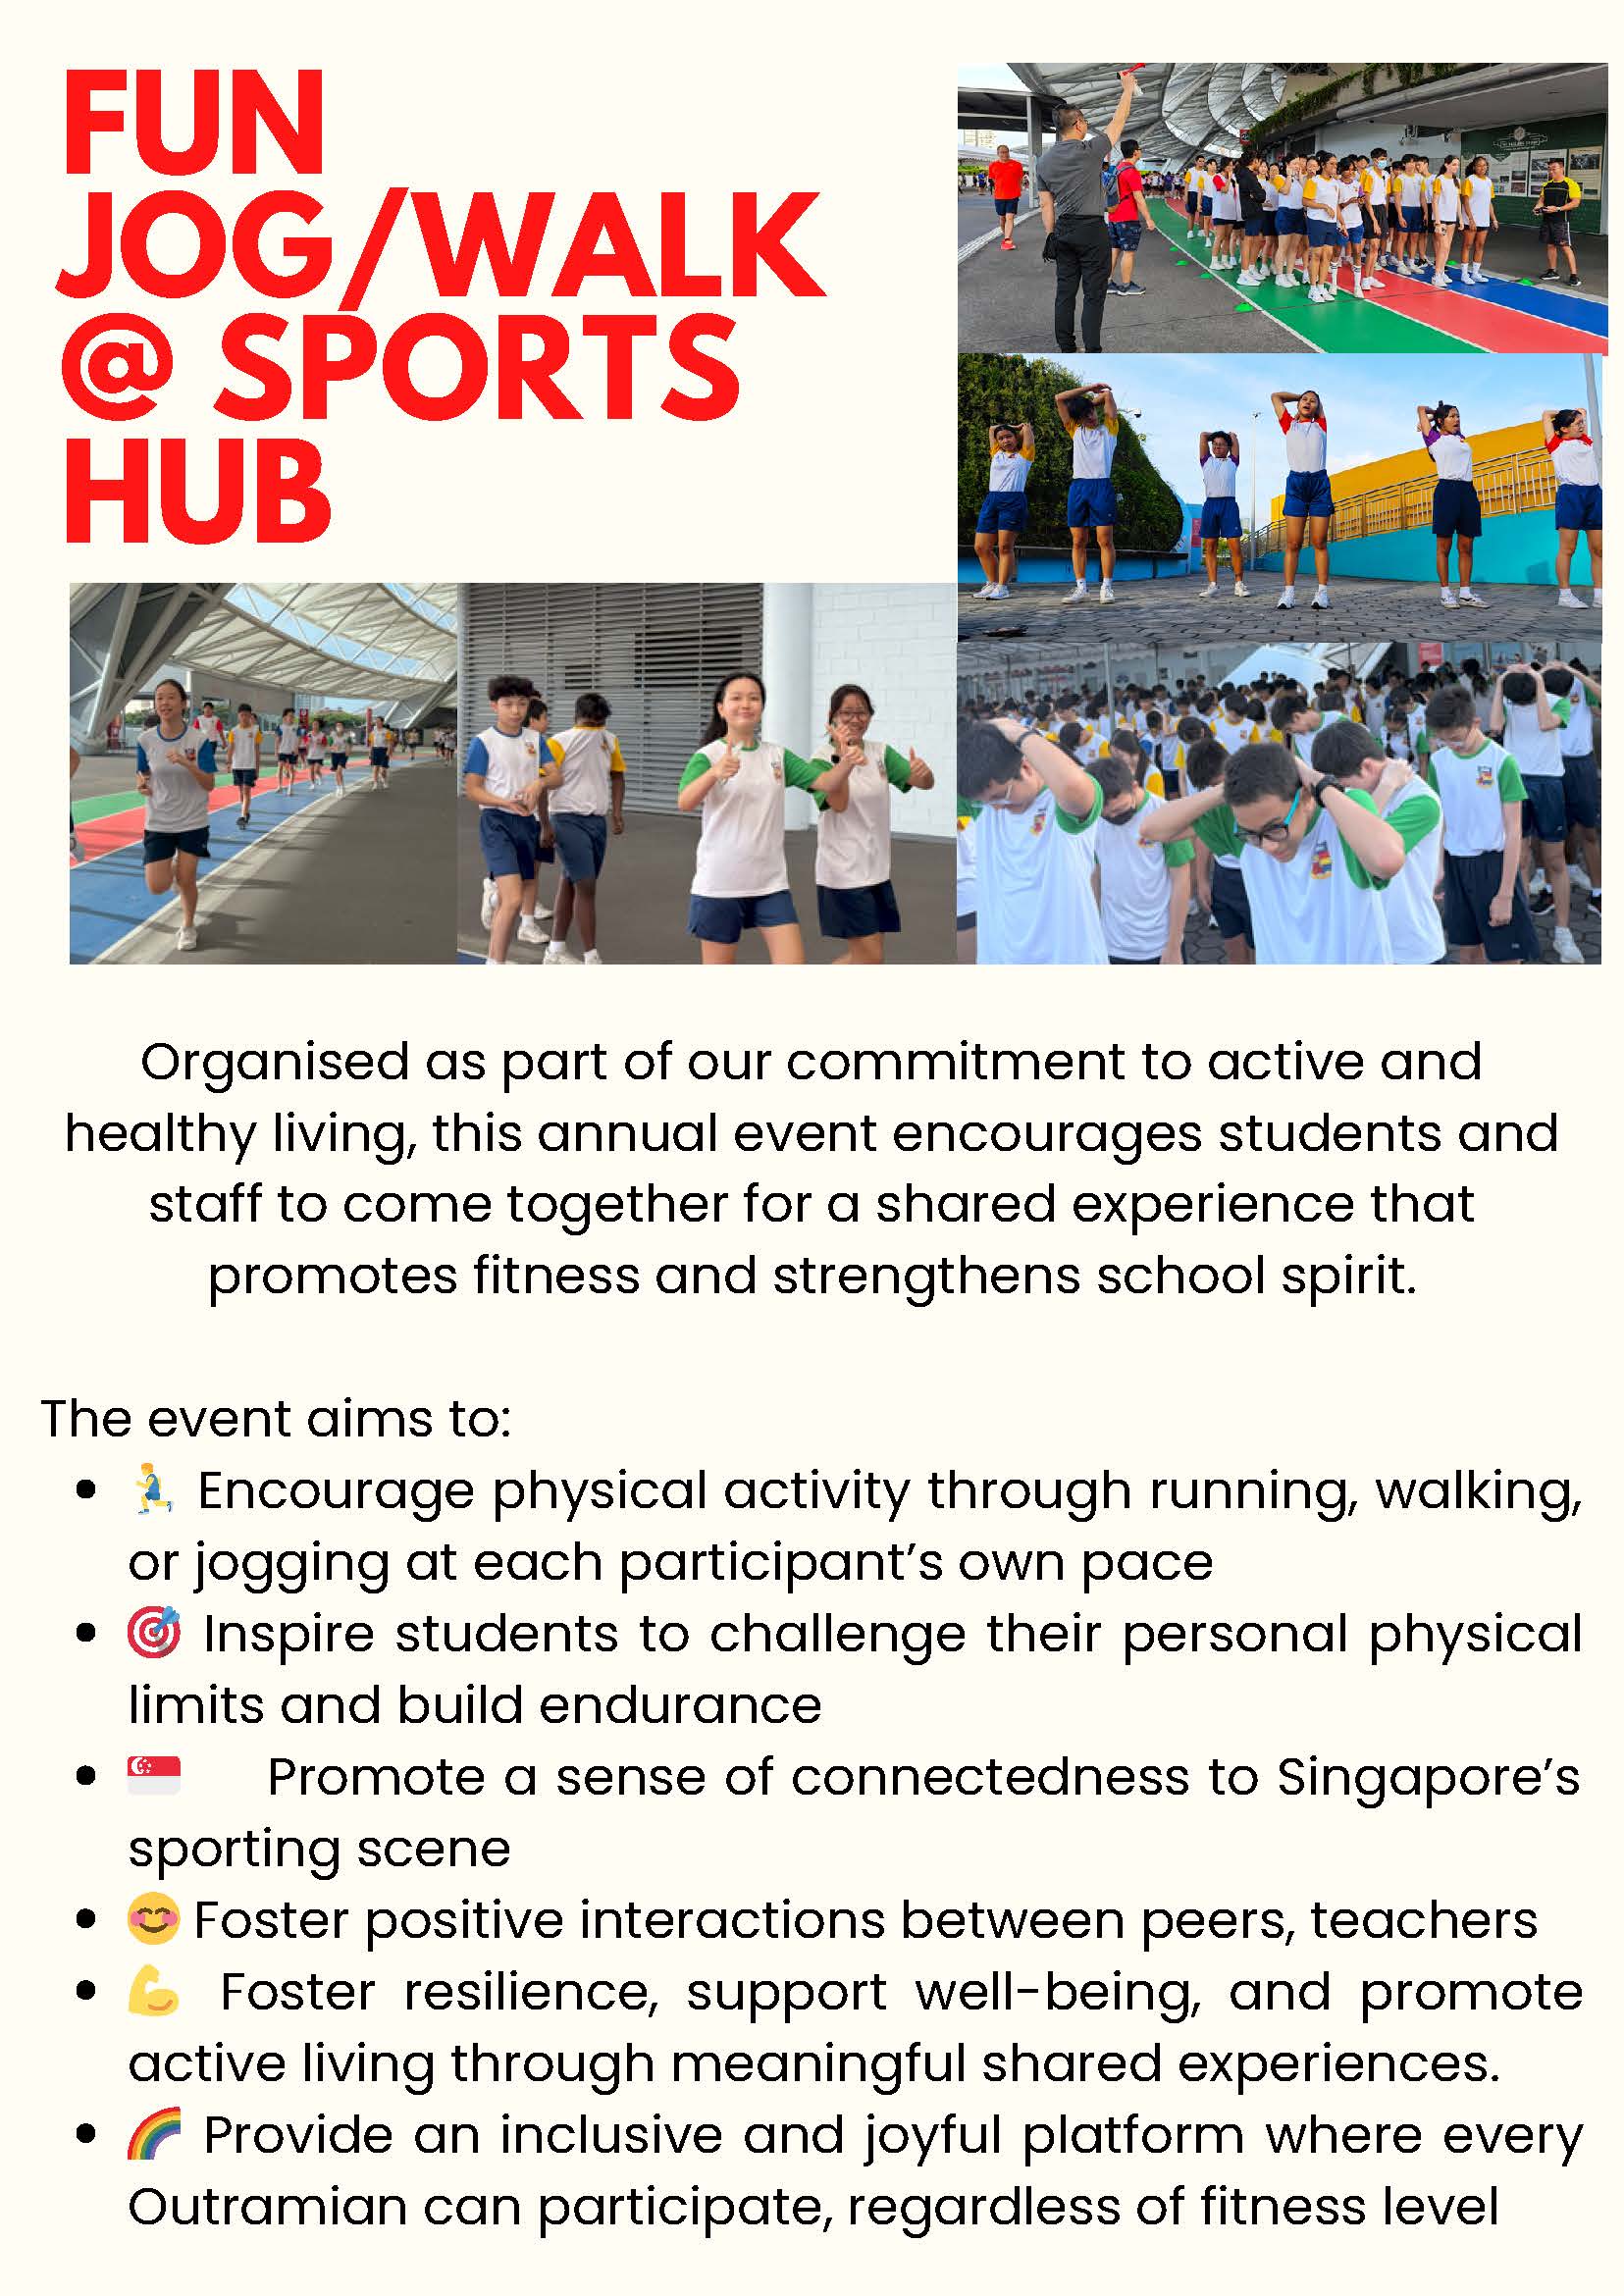 FUN
JOG/WALK
@ SPORTS
HUB
Organised as part of our commitment to active and
healthy living, this annual event encourages students and
staff to come together for a shared experience that
promotes fitness and strengthens school spirit.
The event aims to:
• 🏃 Encourage physical activity through running, walking,
or jogging at each participant’s own pace
• 🎯 Inspire students to challenge their personal physical
limits and build endurance
• 🇸🇬 Promote a sense of connectedness to Singapore’s
sporting scene
• 😊 Foster positive interactions between peers, teachers
• 💪 Foster resilience, support well-being, and promote
active living through meaningful shared experiences.
• 🌈 Provide an inclusive and joyful platform where every
Outramian can participate, regardless of fitness level